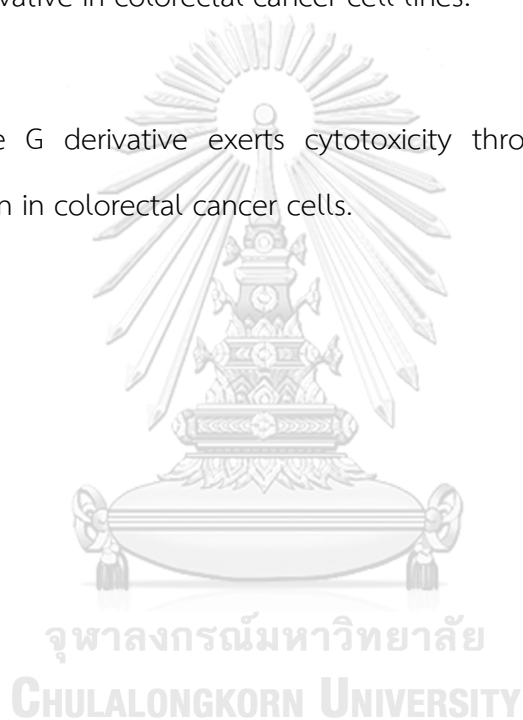 ative in colorectal cancer cell lines.
e G derivative exerts cytotoxicity thro
n in colorectal cancer cells.
จุฬาลงกรณ์มหาวิทยาลัย
CHULALONGKORN UNIVERSITY